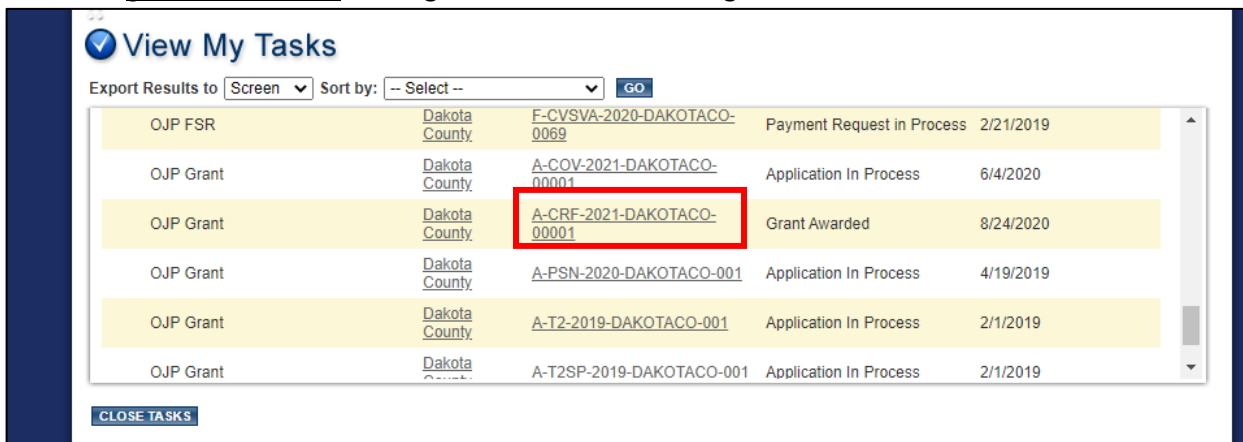 View My Tasks
Export Results to Screen Sort by: -- Select -- GO
OJP FSR Dakota County F-CVSVA-2020-DAKOTACO-0069 Payment Request in Process 2/21/2019
OJP Grant Dakota County A-COV-2021-DAKOTACO-00001 Application In Process 6/4/2020
OJP Grant Dakota County A-CRF-2021-DAKOTACO-00001 Grant Awarded 8/24/2020
OJP Grant Dakota County A-PSN-2020-DAKOTACO-001 Application In Process 4/19/2019
OJP Grant Dakota County A-T2-2019-DAKOTACO-001 Application In Process 2/1/2019
OJP Grant Dakota A-T2SP-2019-DAKOTACO-001 Application In Process 2/1/2019
CLOSE TASKS